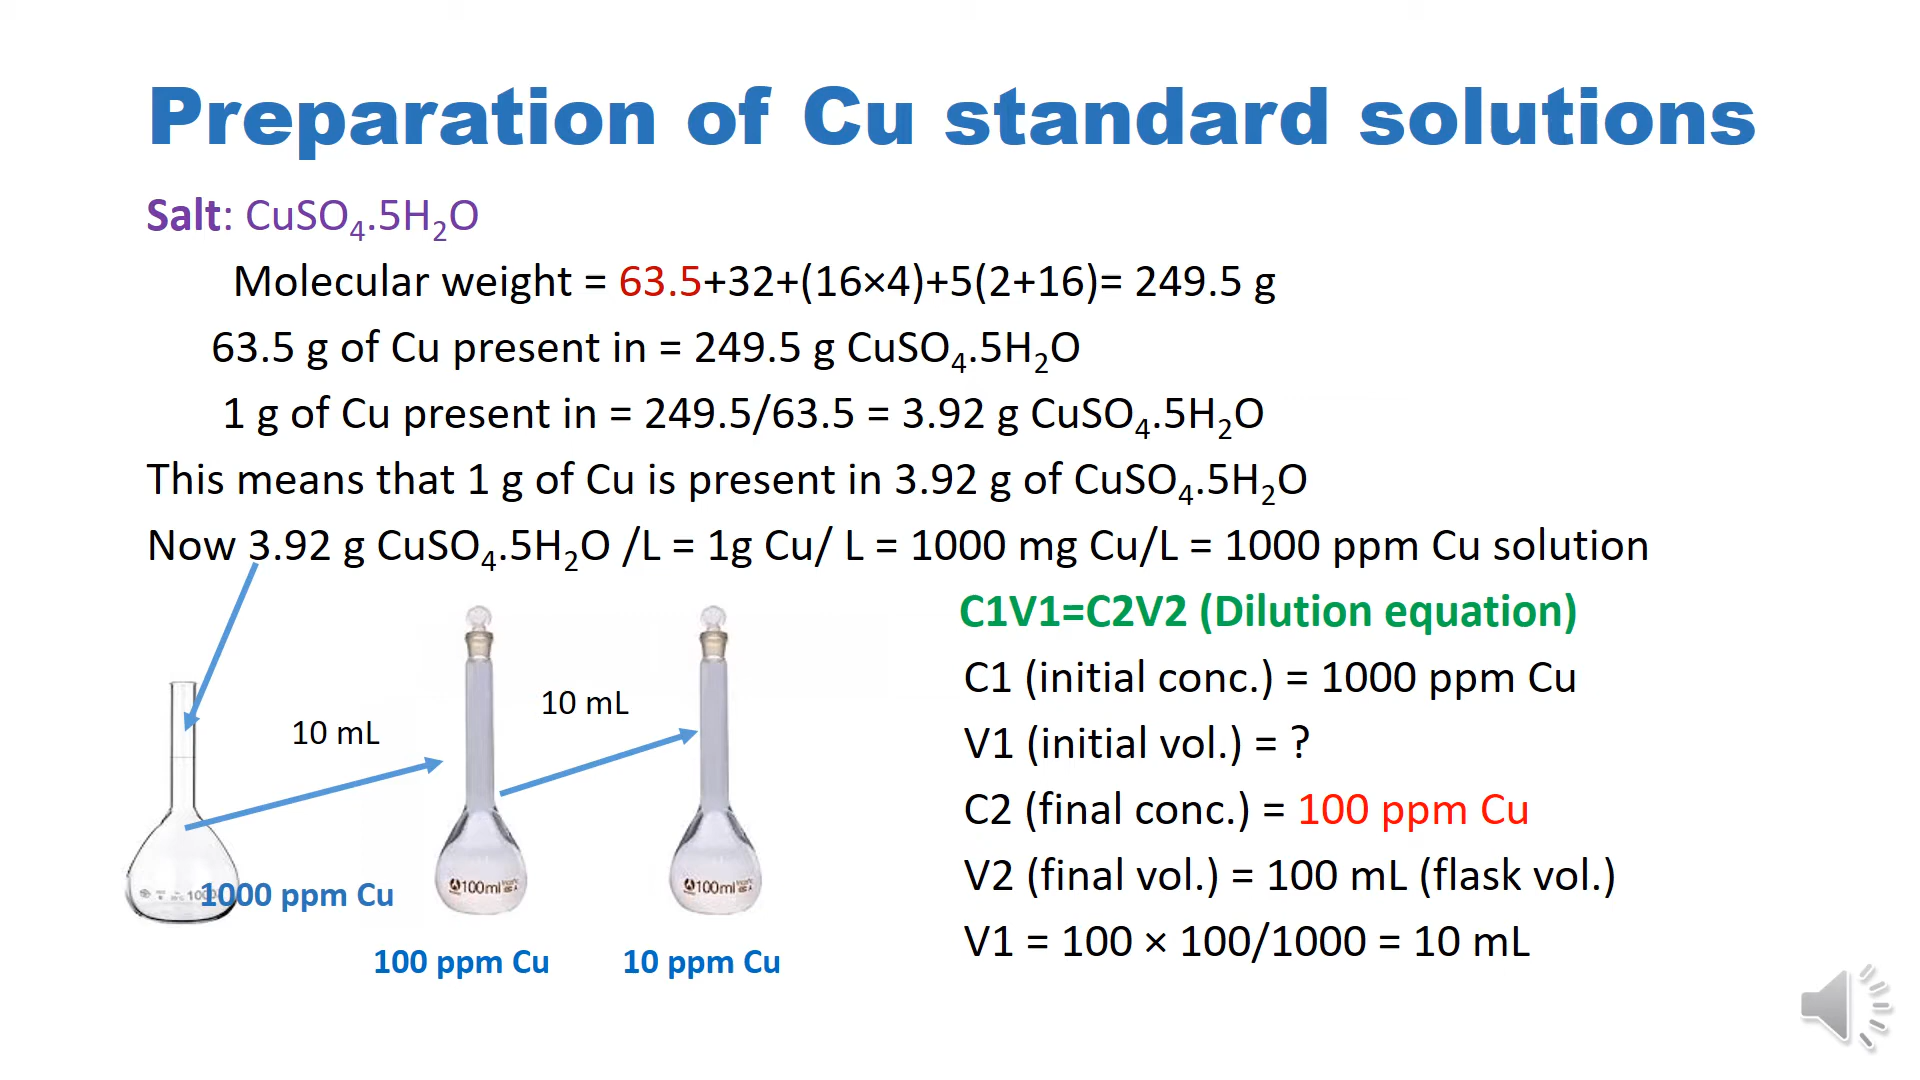 Preparation of Cu standard solutions
Salt: CuSO₄.5H₂O
Molecular weight = 63.5+32+(16×4)+5(2+16)= 249.5 g
63.5 g of Cu present in = 249.5 g CuSO₄.5H₂O
1 g of Cu present in = 249.5/63.5 = 3.92 g CuSO₄.5H₂O
This means that 1 g of Cu is present in 3.92 g of CuSO₄.5H₂O
Now 3.92 g CuSO₄.5H₂O /L = 1g Cu/ L = 1000 mg Cu/L = 1000 ppm Cu solution
10 mL
10 mL
1000 ppm Cu
100ml
100ml
100 ppm Cu
10 ppm Cu
C1V1=C2V2 (Dilution equation)
C1 (initial conc.) = 1000 ppm Cu
V1 (initial vol.) = ?
C2 (final conc.) = 100 ppm Cu
V2 (final vol.) = 100 mL (flask vol.)
V1 = 100 × 100/1000 = 10 mL